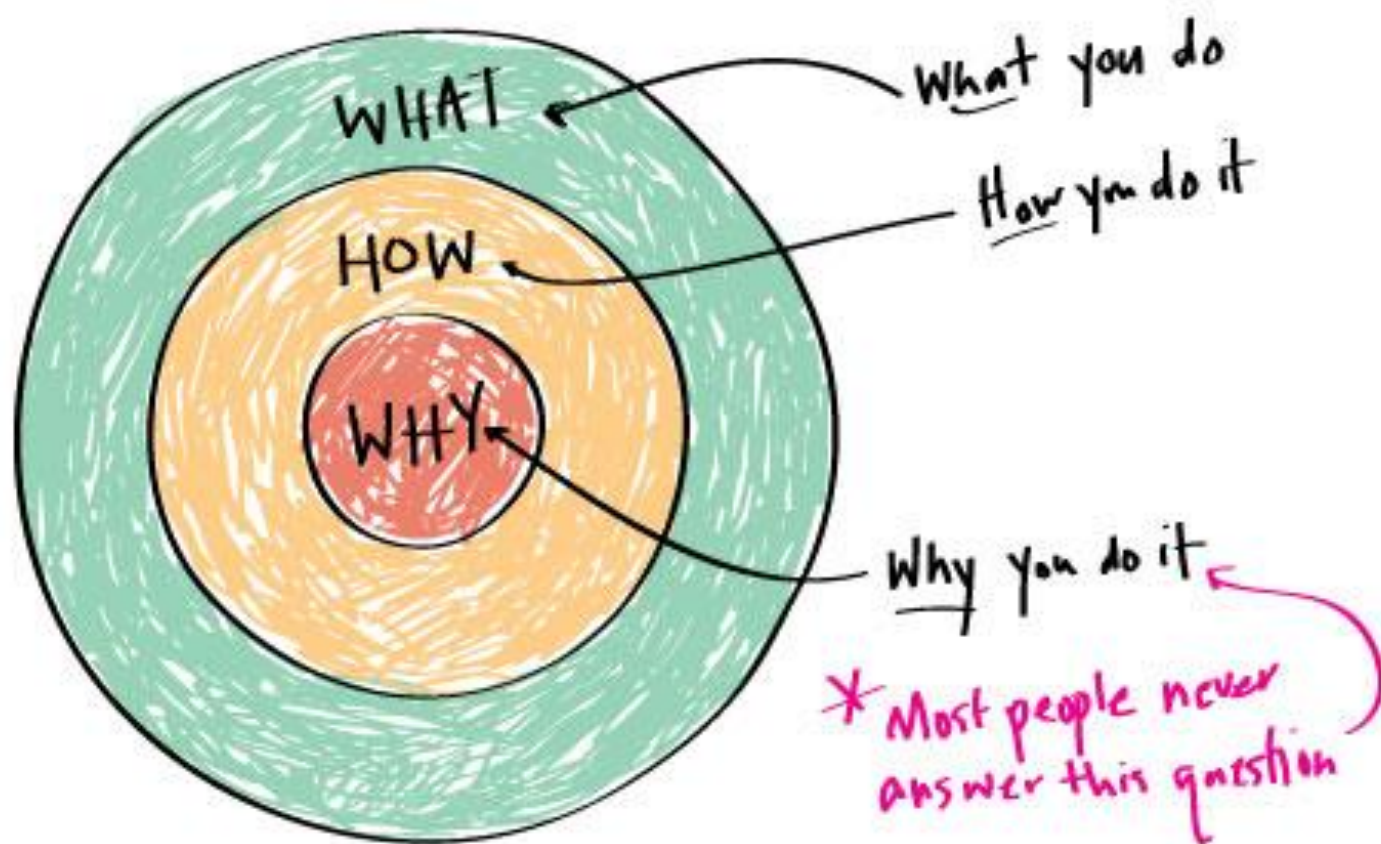 WHAT
What you do
HOW
How you do it
WHY
Why you do it
* Most people never
answer this question